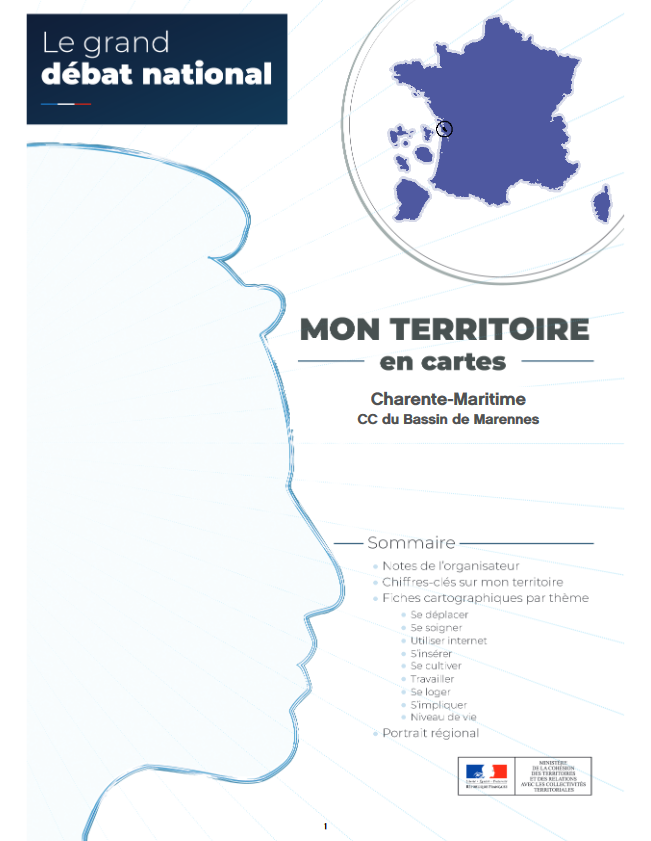 Le grand
débat national
MON TERRITOIRE
en cartes
Charente-Maritime
CC du Bassin de Marennes
Sommaire
Notes de l'organisateur
Chiffres-clés sur mon territoire
Fiches cartographiques par thème
Se déplacer
Se soigner
Utiliser internet
S'insérer
Se cultiver
Travailler
Se loger
S'impliquer
Niveau de vie
Portrait régional
RÉPUBLIQUE FRANÇAISE
MINISTÈRE
DE LA COHÉSION
DES TERRITOIRES
ET DES RELATIONS
AVEC LES COLLECTIVITÉS
TERRITORIALES
1